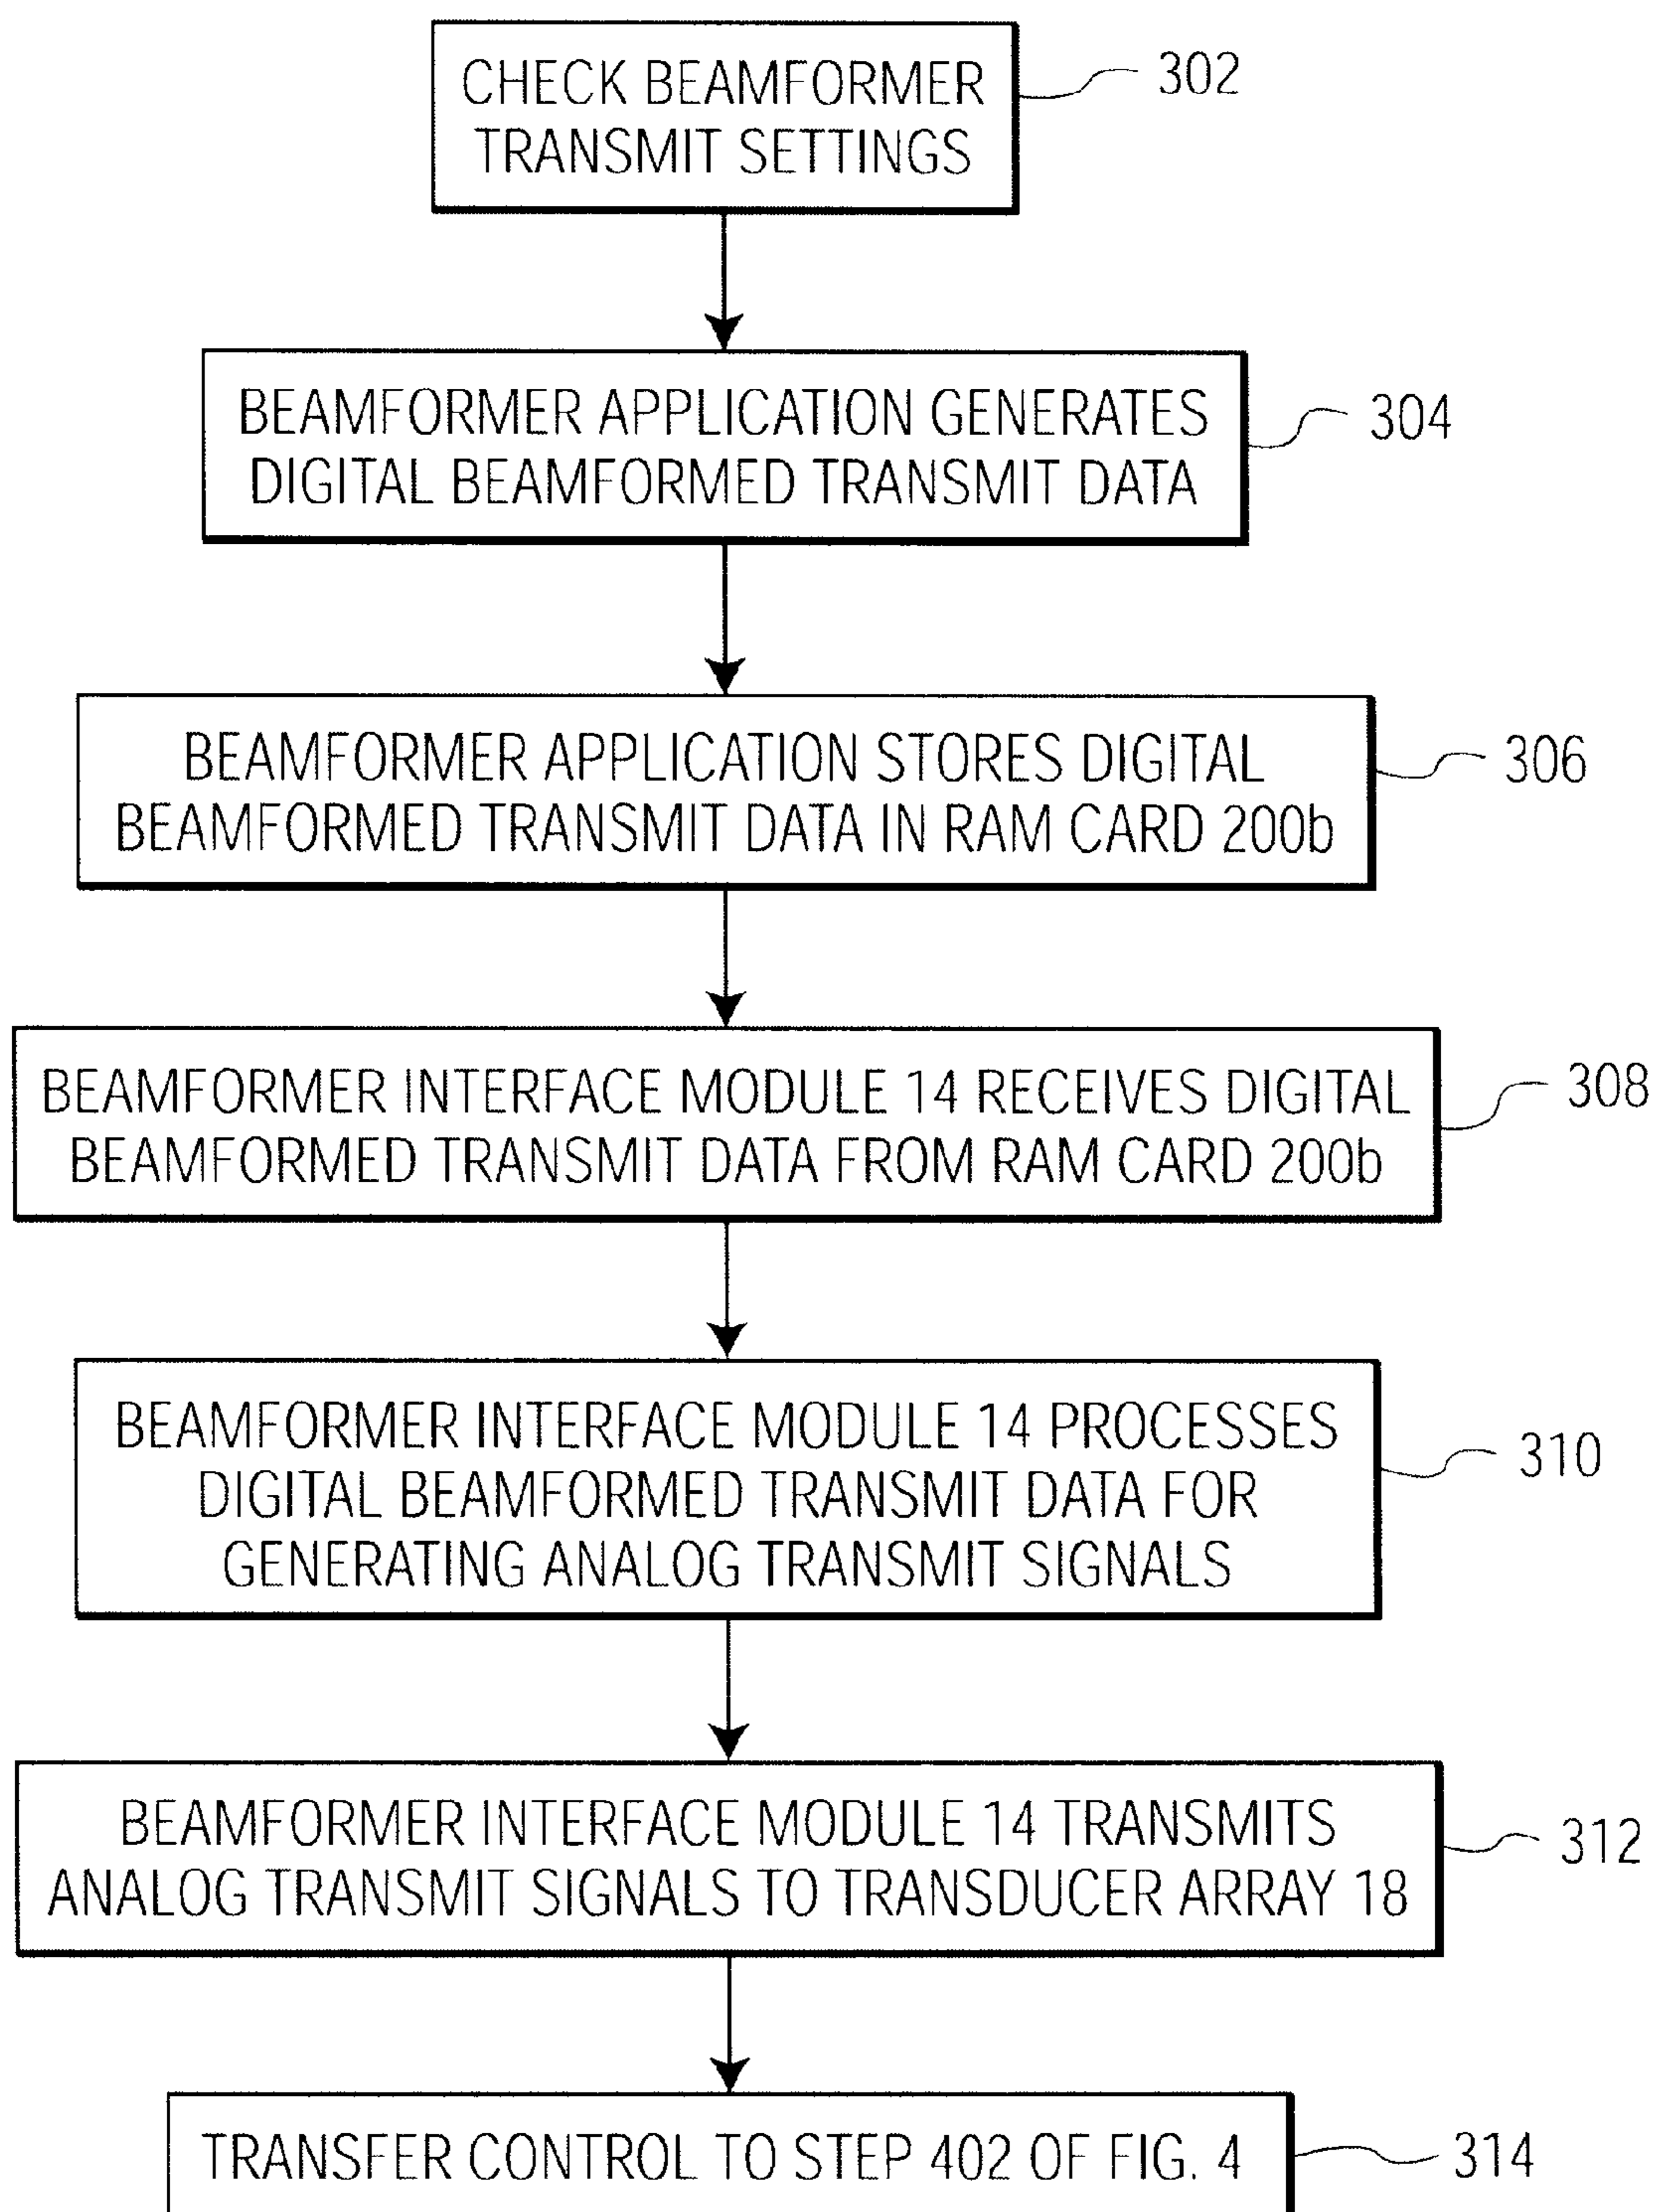 CHECK BEAMFORMER
TRANSMIT SETTINGS
302
BEAMFORMER APPLICATION GENERATES
DIGITAL BEAMFORMED TRANSMIT DATA
304
BEAMFORMER APPLICATION STORES DIGITAL
BEAMFORMED TRANSMIT DATA IN RAM CARD 200b
306
BEAMFORMER INTERFACE MODULE 14 RECEIVES DIGITAL
BEAMFORMED TRANSMIT DATA FROM RAM CARD 200b
308
BEAMFORMER INTERFACE MODULE 14 PROCESSES
DIGITAL BEAMFORMED TRANSMIT DATA FOR
GENERATING ANALOG TRANSMIT SIGNALS
310
BEAMFORMER INTERFACE MODULE 14 TRANSMITS
ANALOG TRANSMIT SIGNALS TO TRANSDUCER ARRAY 18
312
TRANSFER CONTROL TO STEP 402 OF FIG. 4
314